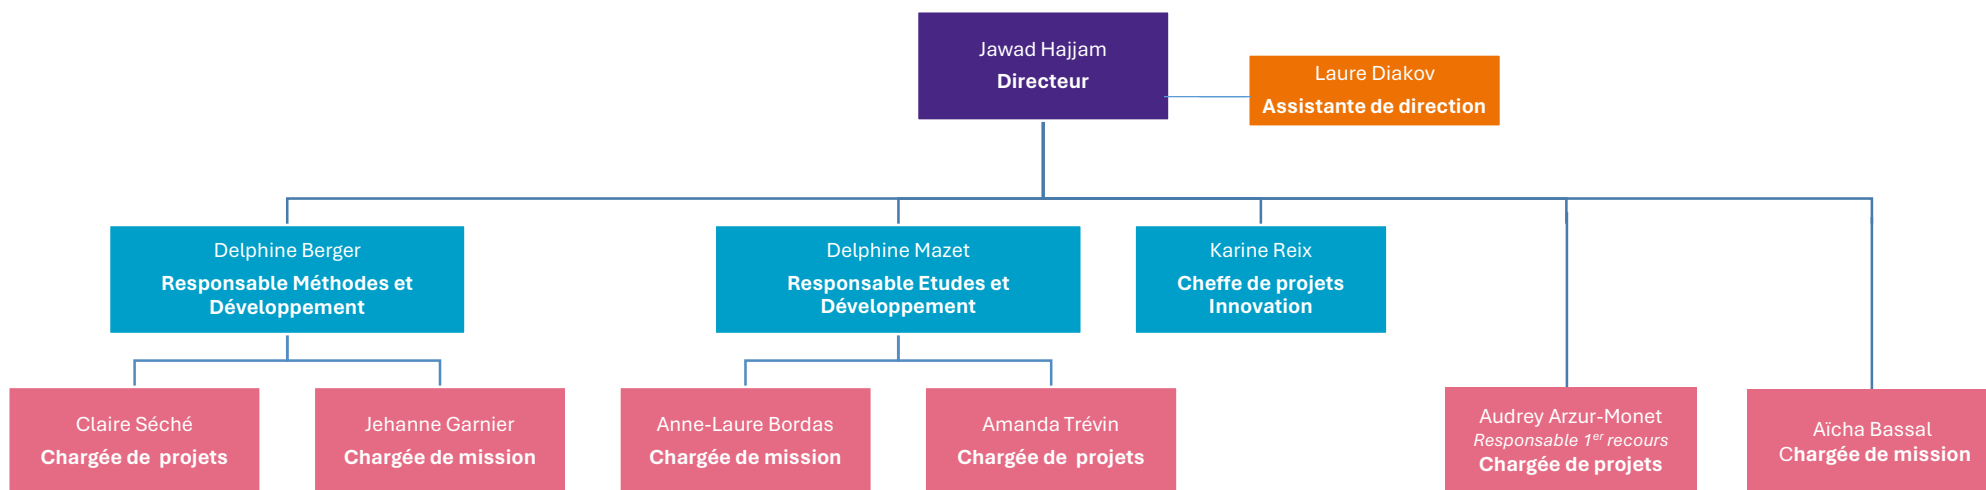 Jawad Hajjam
Directeur
Laure Diakov
Assistante de direction
Delphine Berger
Responsable Méthodes et
Développement
Delphine Mazet
Responsable Etudes et
Développement
Karine Reix
Cheffe de projets
Innovation
Claire Séché
Chargée de projets
Jehanne Garnier
Chargée de mission
Anne-Laure Bordas
Chargée de mission
Amanda Trévin
Chargée de projets
Audrey Arzur-Monet
Responsable 1er recours
Chargée de projets
Aïcha Bassal
Chargée de mission